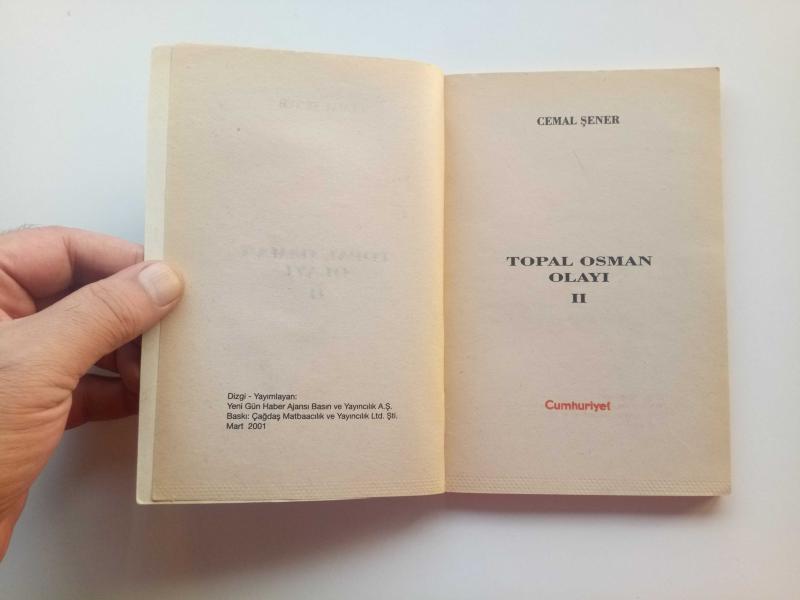 Dizgi - Yayımlayan:
Yeni Gün Haber Ajansı Basın ve Yayıncılık A.Ş.
Baskı: Çağdaş Matbaacılık ve Yayıncılık Ltd. Şti.
Mart 2001
CEMAL ŞENER
TOPAL OSMAN
OLAYI
II
Cumhuriyet